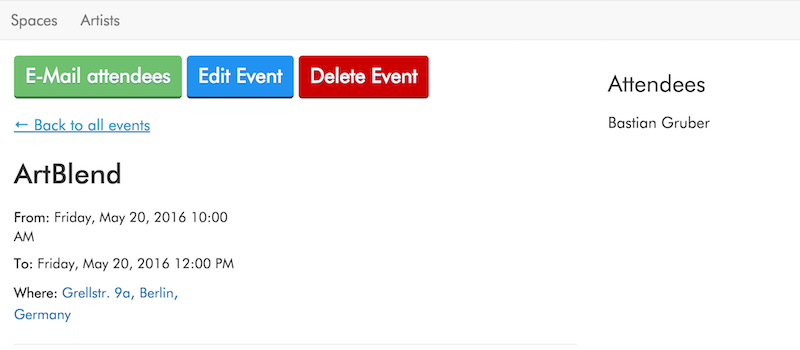 Spaces Artists
E-Mail attendees Edit Event Delete Event
← Back to all events
ArtBlend
From: Friday, May 20, 2016 10:00
AM
To: Friday, May 20, 2016 12:00 PM
Where: Grellstr. 9a, Berlin,
Germany
Attendees
Bastian Gruber